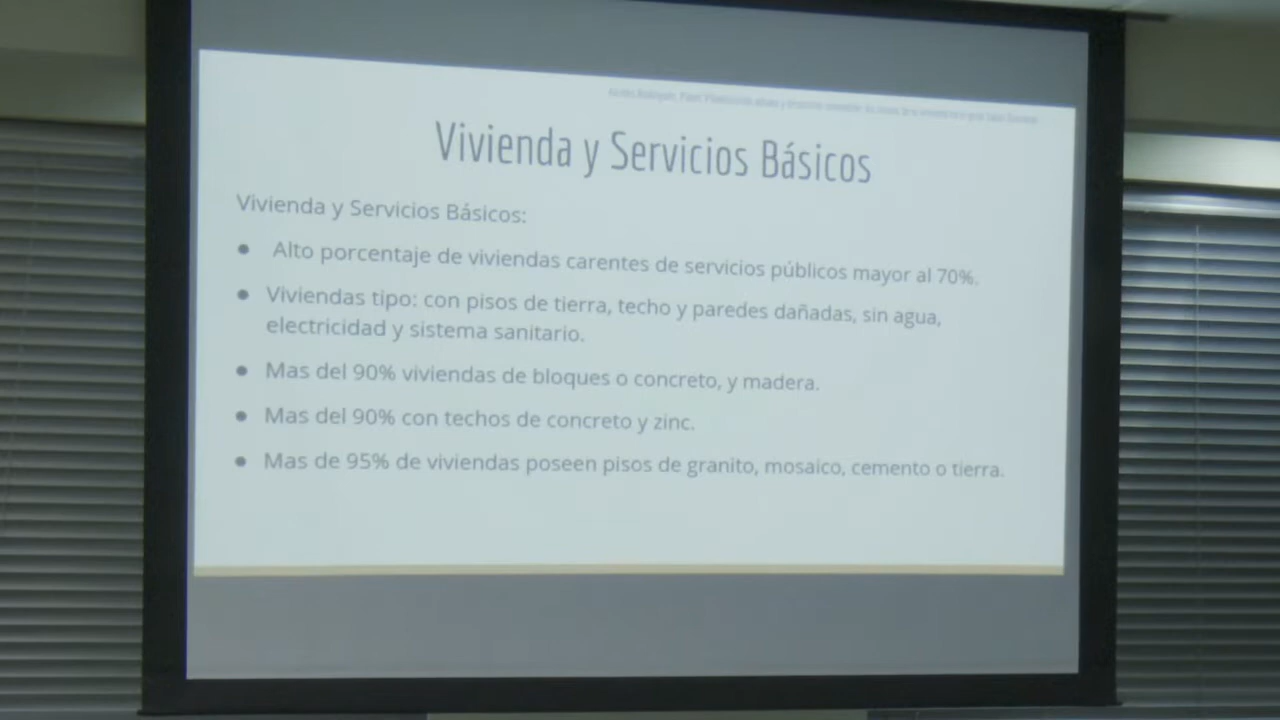 Vivienda y Servicios Básicos
Vivienda y Servicios Básicos:
● Alto porcentaje de viviendas carentes de servicios públicos mayor al 70%.
● Viviendas tipo: con pisos de tierra, techo y paredes dañadas, sin agua,
electricidad y sistema sanitario.
● Mas del 90% viviendas de bloques o concreto, y madera.
● Mas del 90% con techos de concreto y zinc.
● Mas de 95% de viviendas poseen pisos de granito, mosaico, cemento o tierra.